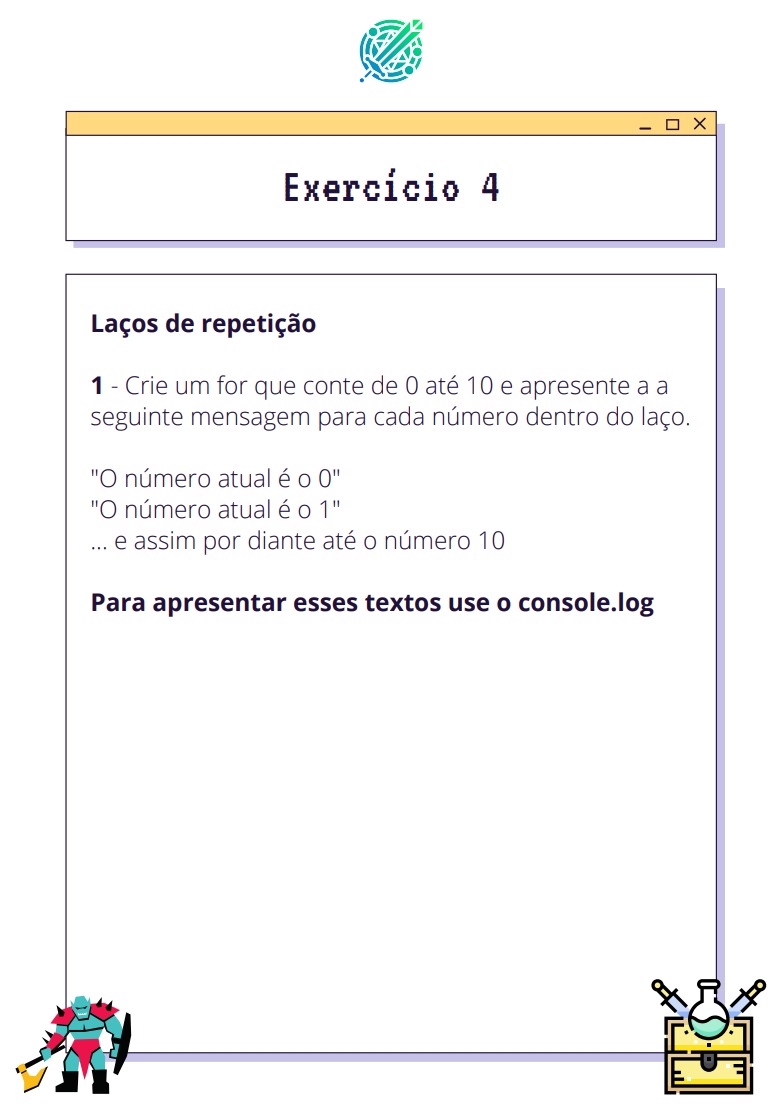 Exercício 4
Laços de repetição
1 - Crie um for que conte de 0 até 10 e apresente a a
seguinte mensagem para cada número dentro do laço.
"O número atual é o 0"
"O número atual é o 1"
... e assim por diante até o número 10
Para apresentar esses textos use o console.log